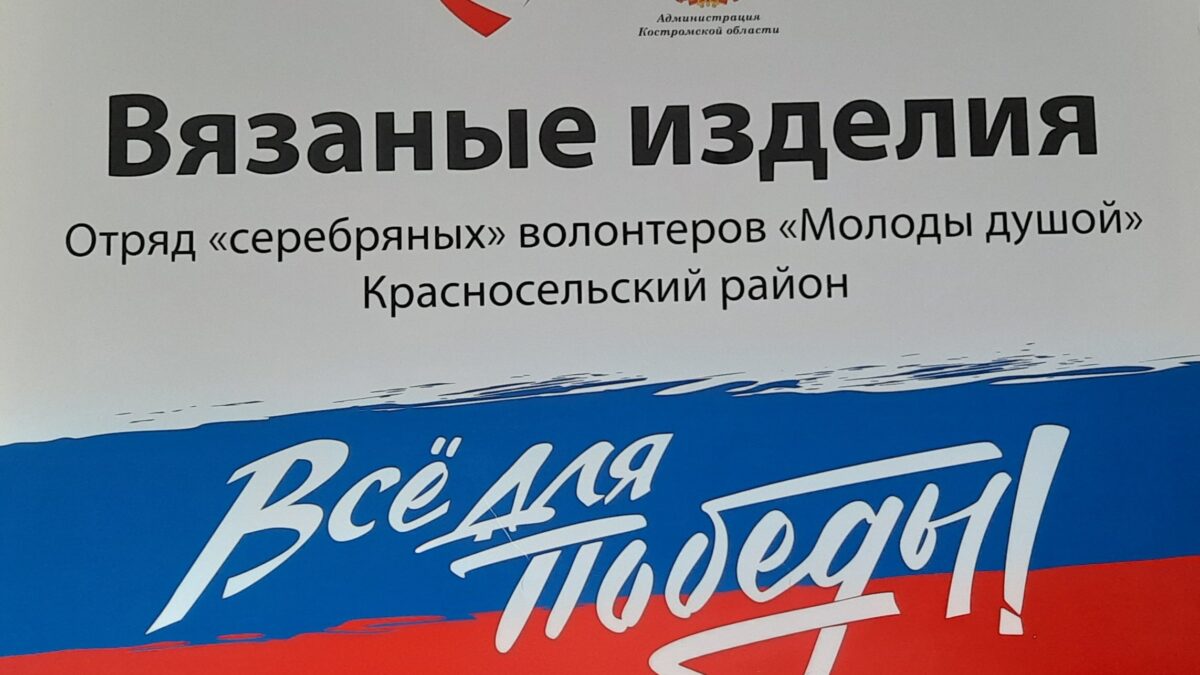 Администрация
Костромской области
Вязаные изделия
Отряд «серебряных» волонтеров «Молоды душой»
Красносельский район
Всё для
Победы!